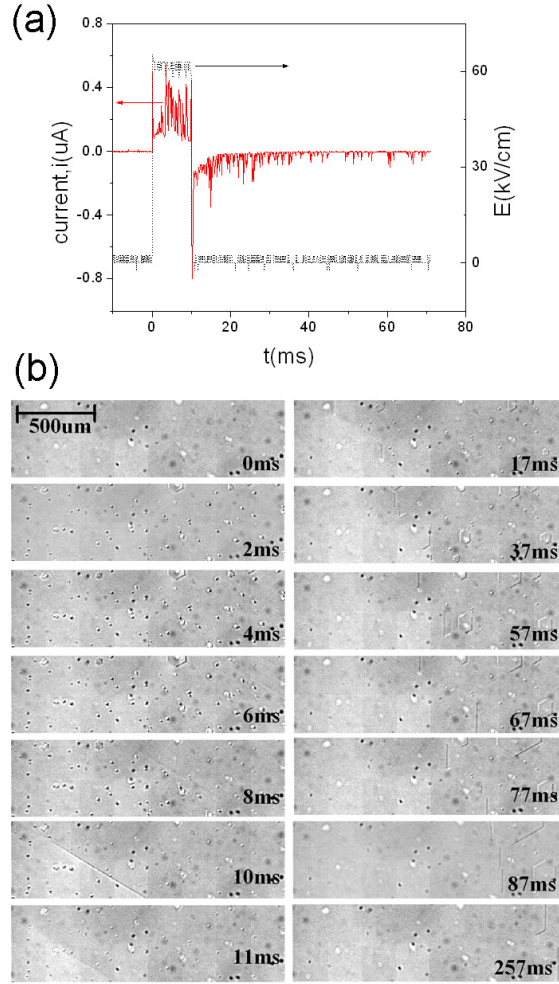 (a)
0.8
0.4
0.0
-0.4
-0.8
current,i(uA)
60
30
0
E(kV/cm)
0 20 40 60 80
t(ms)
(b)
500um
0ms
2ms
4ms
6ms
8ms
10ms
11ms
17ms
37ms
57ms
67ms
77ms
87ms
257ms